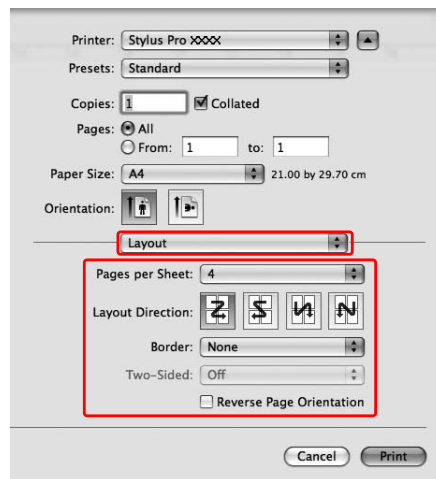 Printer: Stylus Pro XXXX
Presets: Standard
Copies: 1 Collated
Pages: All
From: 1 to: 1
Paper Size: A4 21.00 by 29.70 cm
Orientation:
Layout
Pages per Sheet: 4
Layout Direction:
Border: None
Two-Sided: Off
Reverse Page Orientation
Cancel Print